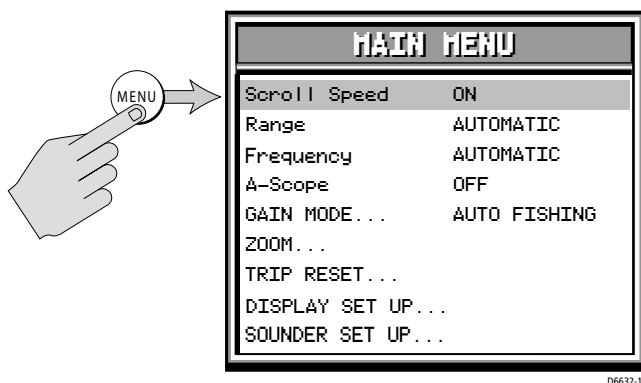 MAIN MENU
MENU
Scroll Speed ON
Range AUTOMATIC
Frequency AUTOMATIC
A-Scope OFF
GAIN MODE... AUTO FISHING
ZOOM...
TRIP RESET...
DISPLAY SET UP...
SOUNDER SET UP...
D6632-1